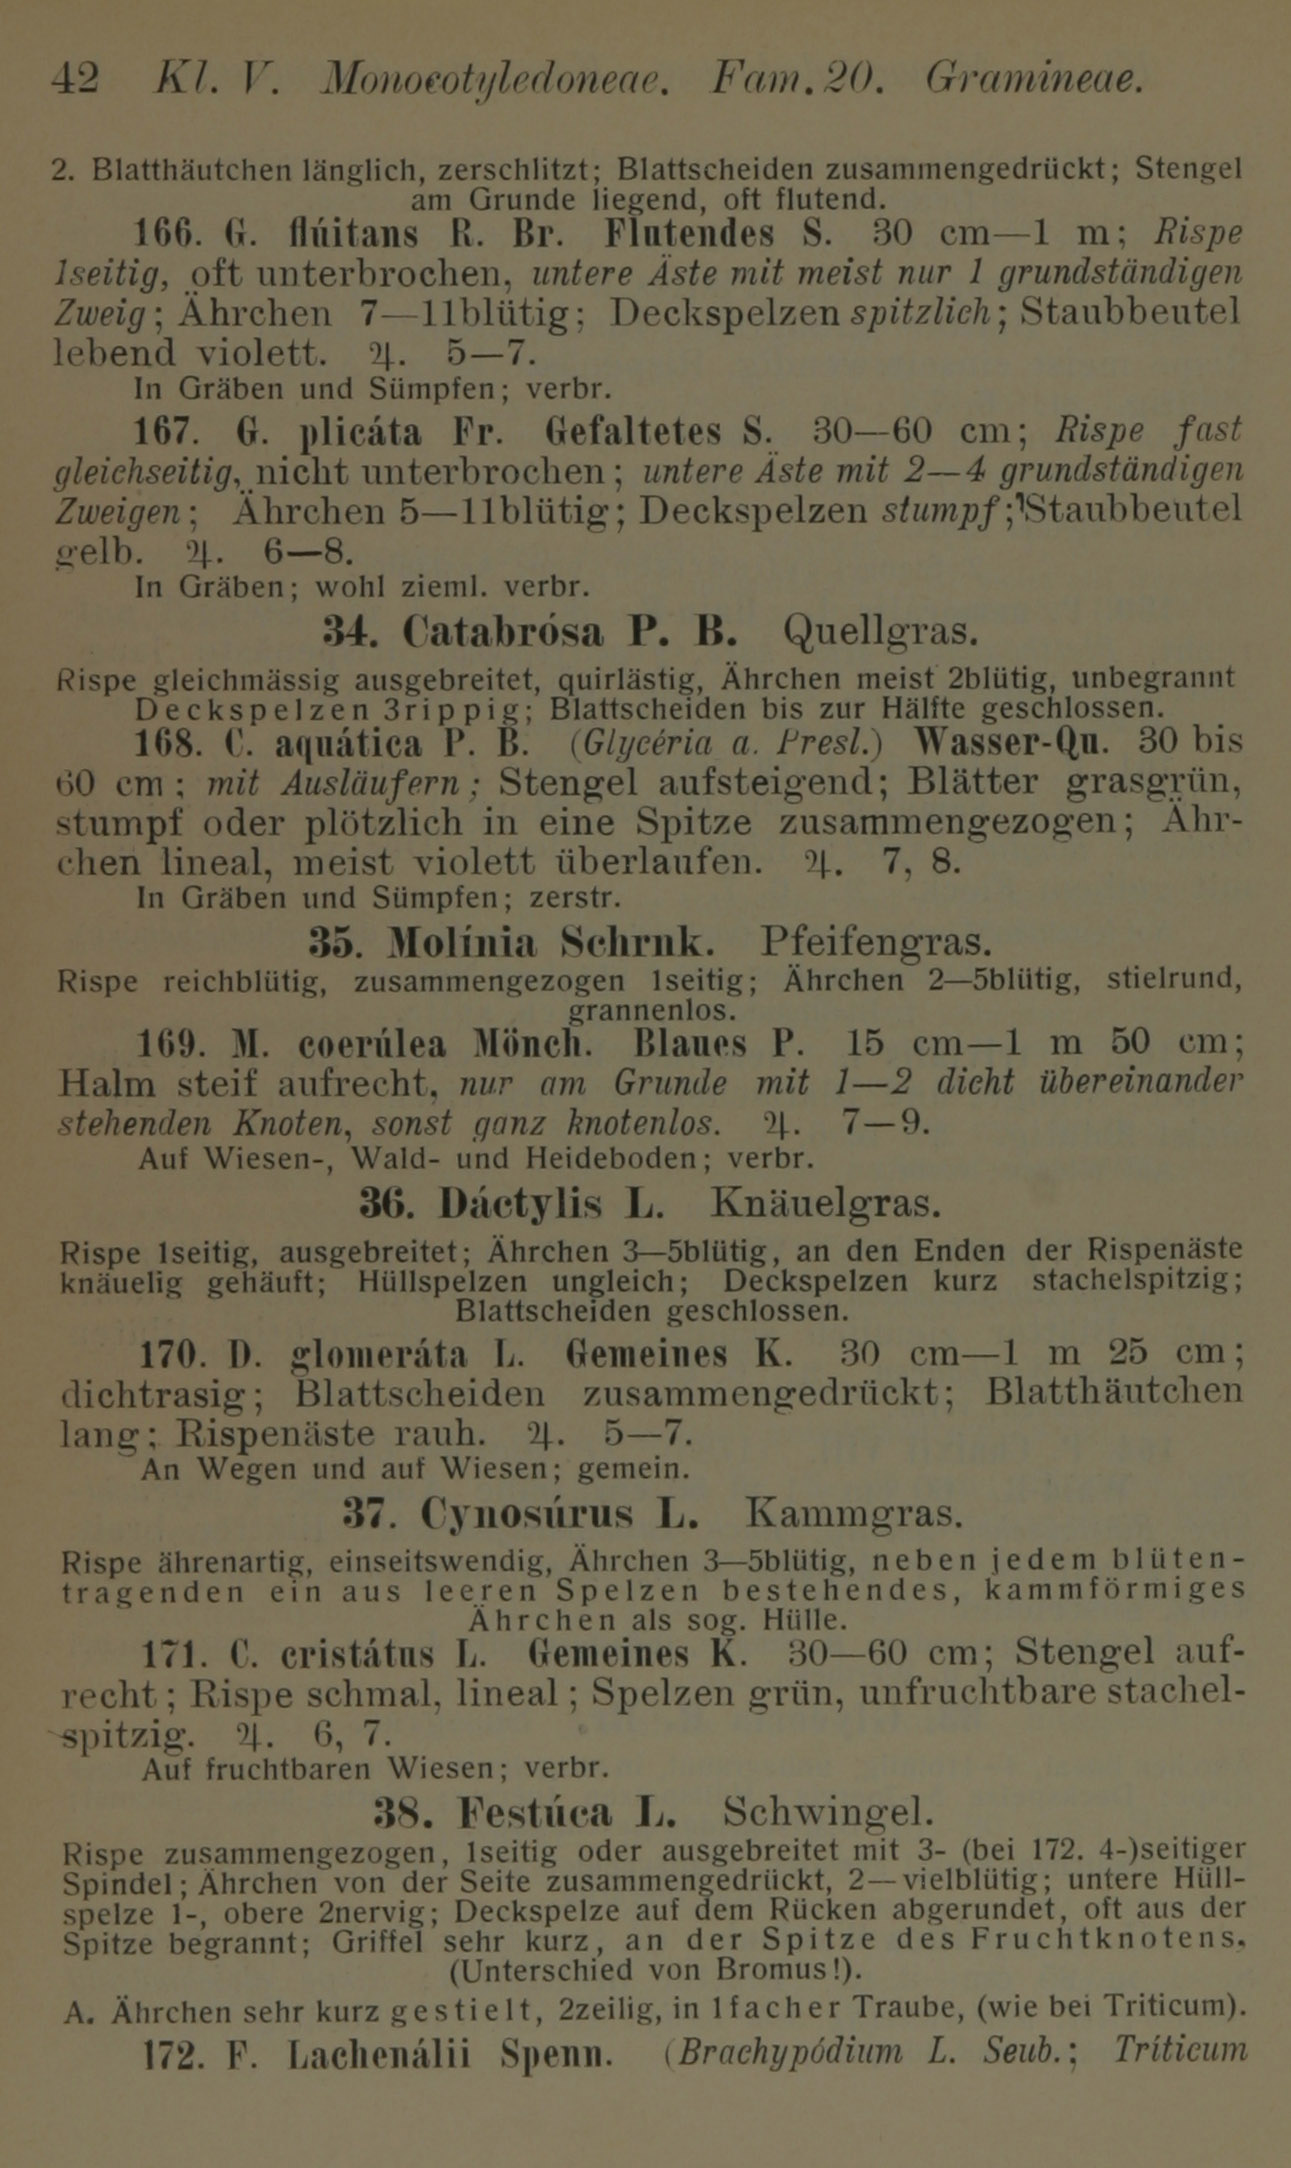 42 Kl. V. Monocotyledoneae. Fam. 20. Gramineae.
2. Blatthäutchen länglich, zerschlitzt; Blattscheiden zusammengedrückt; Stengel
am Grunde liegend, oft flutend.
166. G. flúitans R. Br. Flutendes S. 30 cm—1 m; Rispe
1seitig, oft unterbrochen, untere Äste mit meist nur 1 grundständigen
Zweig; Ährchen 7—11blütig; Deckspelzen spitzlich; Staubbeutel
lebend violett. ♃. 5—7.
In Gräben und Sümpfen; verbr.
167. G. plicáta Fr. Gefaltetes S. 30—60 cm; Rispe fast
gleichseitig, nicht unterbrochen; untere Äste mit 2—4 grundständigen
Zweigen; Ährchen 5—11blütig; Deckspelzen stumpf; Staubbeutel
gelb. ♃. 6—8.
In Gräben; wohl zieml. verbr.
34. Catabrósa P. B. Quellgras.
Rispe gleichmässig ausgebreitet, quirlästig, Ährchen meist 2blütig, unbegrannt
Deckspelzen 3rippig; Blattscheiden bis zur Hälfte geschlossen.
168. C. aquática P. B. (Glycéria a. Presl.) Wasser-Qu. 30 bis
60 cm; mit Ausläufern; Stengel aufsteigend; Blätter grasgrün,
stumpf oder plötzlich in eine Spitze zusammengezogen; Ähr-
chen lineal, meist violett überlaufen. ♃. 7, 8.
In Gräben und Sümpfen; zerstr.
35. Molínia Schrnk. Pfeifengras.
Rispe reichblütig, zusammengezogen 1seitig; Ährchen 2—5blütig, stielrund,
grannenlos.
169. M. coerúlea Mönch. Blaues P. 15 cm—1 m 50 cm;
Halm steif aufrecht, nur am Grunde mit 1—2 dicht übereinander
stehenden Knoten, sonst ganz knotenlos. ♃. 7—9.
Auf Wiesen-, Wald- und Heideboden; verbr.
36. Dáctylis L. Knäuelgras.
Rispe 1seitig, ausgebreitet; Ährchen 3—5blütig, an den Enden der Rispenäste
knäuelig gehäuft; Hüllspelzen ungleich; Deckspelzen kurz stachelspitzig;
Blattscheiden geschlossen.
170. D. glomeráta L. Gemeines K. 30 cm—1 m 25 cm;
dichtrasig; Blattscheiden zusammengedrückt; Blatthäutchen
lang; Rispenäste rauh. ♃. 5—7.
An Wegen und auf Wiesen; gemein.
37. Cynosúrus L. Kammgras.
Rispe ährenartig, einseitswendig, Ährchen 3—5blütig, neben jedem blüten-
tragenden ein aus leeren Spelzen bestehendes, kammförmiges
Ährchen als sog. Hülle.
171. C. cristátus L. Gemeines K. 30—60 cm; Stengel auf-
recht; Rispe schmal, lineal; Spelzen grün, unfruchtbare stachel-
spitzig. ♃. 6, 7.
Auf fruchtbaren Wiesen; verbr.
38. Festúca L. Schwingel.
Rispe zusammengezogen, 1seitig oder ausgebreitet mit 3- (bei 172. 4-)seitiger
Spindel; Ährchen von der Seite zusammengedrückt, 2—vielblütig; untere Hüll-
spelze 1-, obere 2nervig; Deckspelze auf dem Rücken abgerundet, oft aus der
Spitze begrannt; Griffel sehr kurz, an der Spitze des Fruchtknotens.
(Unterschied von Bromus!).
A. Ährchen sehr kurz gestielt, 2zeilig, in 1facher Traube, (wie bei Triticum).
172. F. Lachenálii Spenn. (Brachypódium L. Seub.; Tríticum